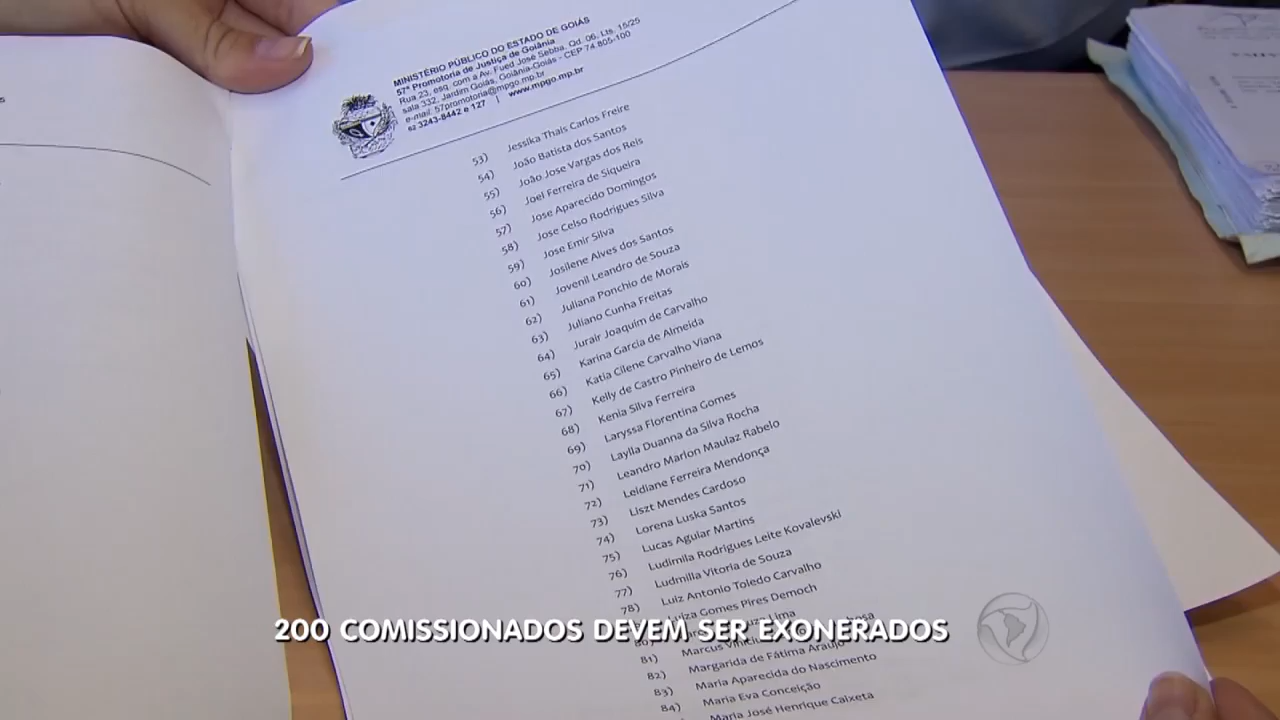 MINISTÉRIO PÚBLICO DO ESTADO DE GOIÁS
57ª Promotoria de Justiça de Goiânia
Rua 23, esq. com a Av. Fued José Sebba, Qd. 06, Lts. 15/25
sala 332, Jardim Goiás, Goiânia-Goiás - CEP 74.805-100
e-mail: 57promotoria@mpgo.mp.br
62 3243-8442 e 127 | www.mpgo.mp.br
53) Jessika Thais Carlos Freire
54) João Batista dos Santos
55) João Jose Vargas dos Reis
56) Joel Ferreira de Siqueira
57) Jose Aparecido Domingos
58) Jose Celso Rodrigues Silva
59) Jose Emir Silva
60) Josilene Alves dos Santos
61) Jovenil Leandro de Souza
62) Juliana Ponchio de Morais
63) Juliano Cunha Freitas
64) Jurair Joaquim de Carvalho
65) Karina Garcia de Almeida
66) Katia Cilene Carvalho Viana
67) Kelly de Castro Pinheiro de Lemos
68) Kenia Silva Ferreira
69) Laryssa Florentina Gomes
70) Laylla Duanna da Silva Rocha
71) Leandro Marlon Maulaz Rabelo
72) Leidiane Ferreira Mendonça
73) Liszt Mendes Cardoso
74) Lorena Luska Santos
75) Lucas Aguiar Martins
76) Ludimila Rodrigues Leite Kovalevski
77) Ludmilla Vitoria de Souza
78) Luiz Antonio Toledo Carvalho
Luiza Gomes Pires Democh
Lima
81) Marcus
82) Margarida de Fátima Araujo
83) Maria Aparecida do Nascimento
84) Maria Eva Conceição
Maria José Henrique Caixeta
200 COMISSIONADOS DEVEM SER EXONERADOS